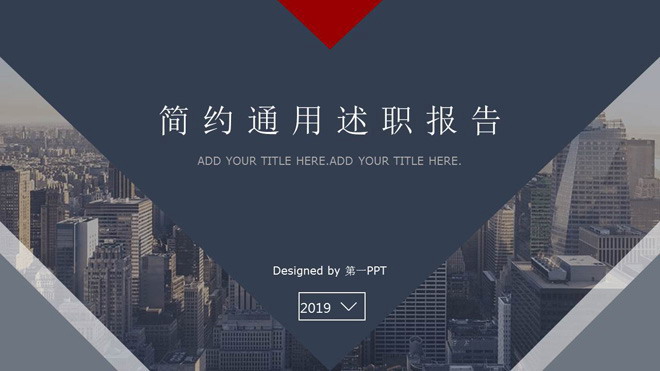 简约通用述职报告
ADD YOUR TITLE HERE.ADD YOUR TITLE HERE.
Designed by 第一PPT
2019